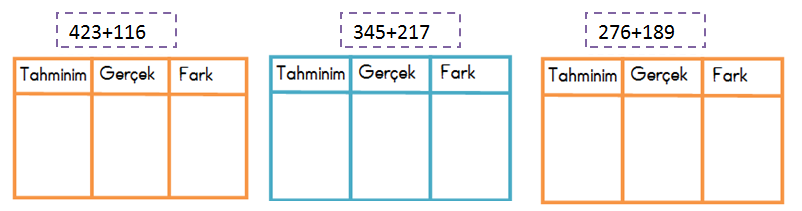 423+116 345+217 276+189
Tahminim Gerçek Fark Tahminim Gerçek Fark Tahminim Gerçek Fark